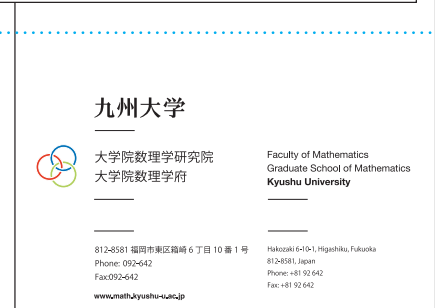 九州大学
大学院数理学研究院
大学院数理学府
Faculty of Mathematics
Graduate School of Mathematics
Kyushu University
812-8581 福岡市東区箱崎 6 丁目 10 番 1 号
Phone: 092-642
Fax:092-642
www.math.kyushu-u.ac.jp
Hakozaki 6-10-1, Higashiku, Fukuoka
812-8581, Japan
Phone: +81 92 642
Fax: +81 92 642